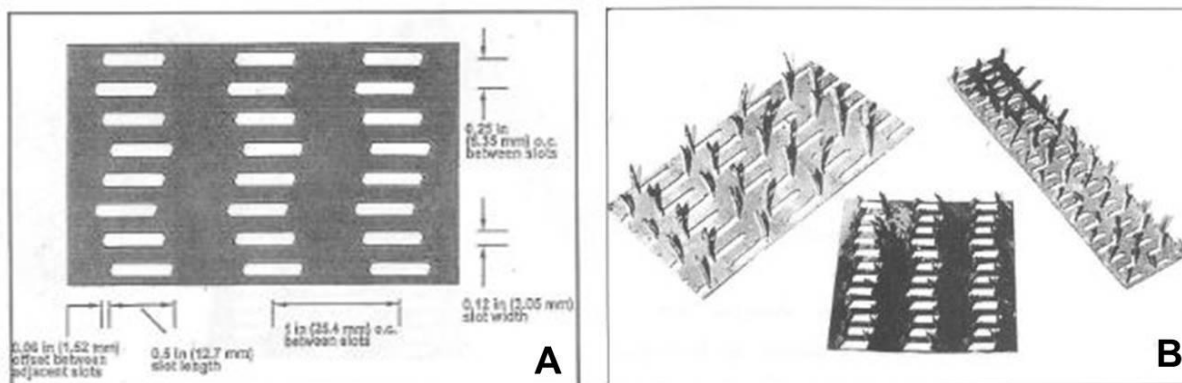 0.25 in
(6.35 mm) o.c.
between slots
0.12 in (3.05 mm)
slot width
1 in (25.4 mm) o.c.
between slots
0.06 in (1.52 mm)
offset between
adjacent slots
0.5 in (12.7 mm)
slot length
A
B